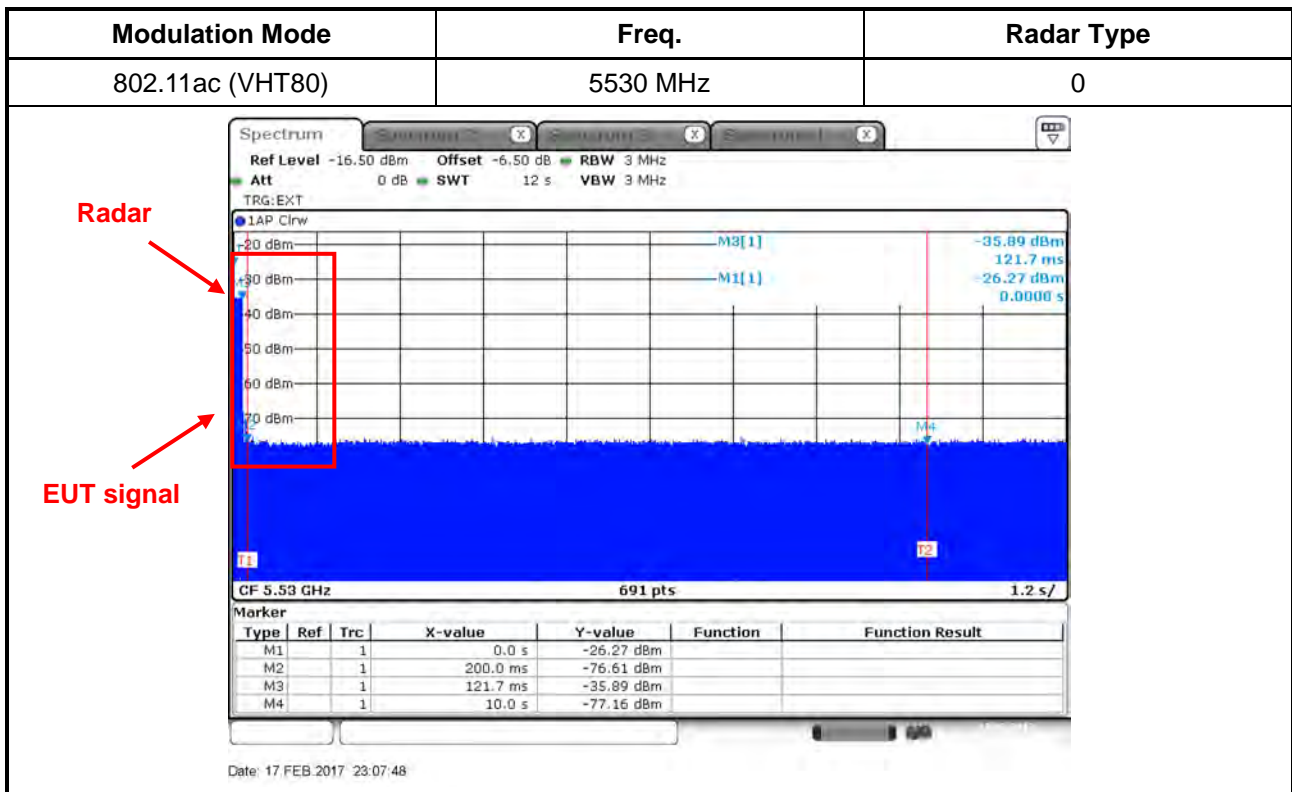 Modulation Mode Freq. Radar Type
802.11ac (VHT80) 5530 MHz 0
Spectrum X X X
Ref Level -16.50 dBm Offset -6.50 dB RBW 3 MHz
Att 0 dB SWT 12 s VBW 3 MHz
TRG:EXT
Radar
1AP Clrw
-20 dBm M3[1] -35.89 dBm
121.7 ms
-30 dBm M1[1] -26.27 dBm
0.0000 s
-40 dBm
-50 dBm
-60 dBm
-70 dBm
M4
EUT signal
T1 T2
CF 5.53 GHz 691 pts 1.2 s/
Marker
Type Ref Trc X-value Y-value Function Function Result
M1 1 0.0 s -26.27 dBm
M2 1 200.0 ms -76.61 dBm
M3 1 121.7 ms -35.89 dBm
M4 1 10.0 s -77.16 dBm
Date: 17.FEB.2017 23:07:48